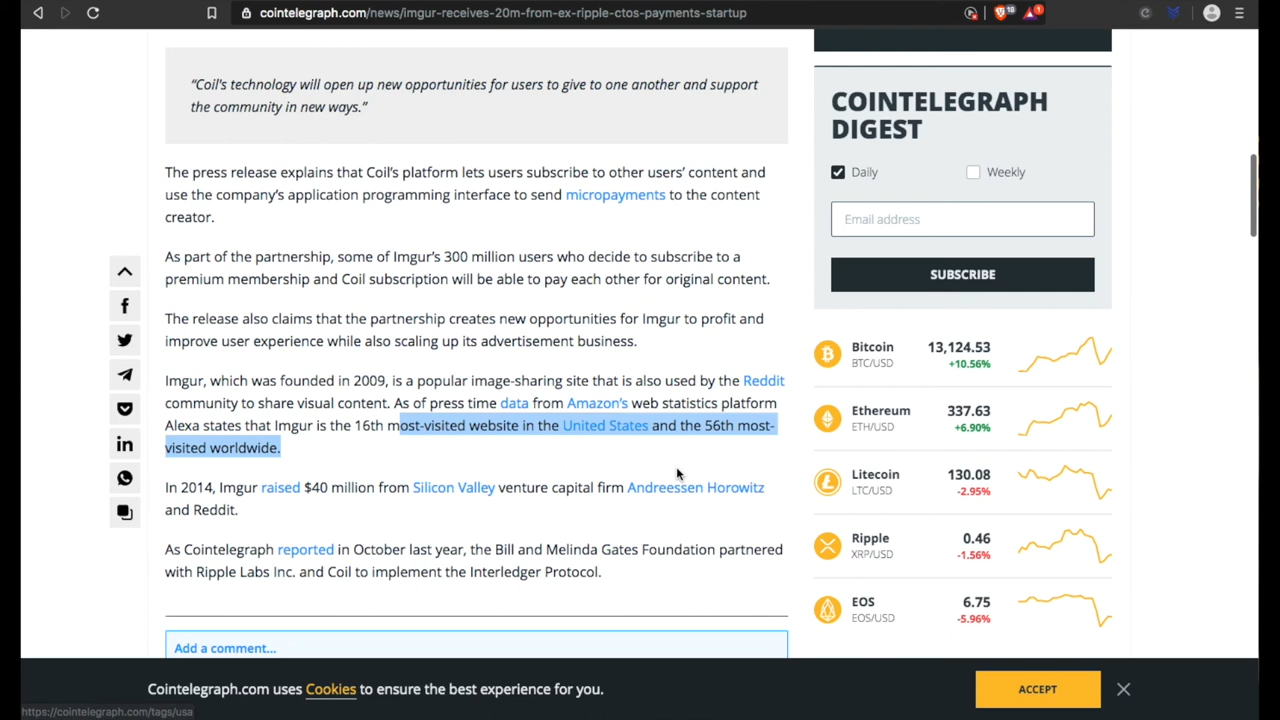 cointelegraph.com/news/imgur-receives-20m-from-ex-ripple-ctos-payments-startup
18
1
“Coil's technology will open up new opportunities for users to give to one another and support
the community in new ways.”
The press release explains that Coil’s platform lets users subscribe to other users’ content and
use the company’s application programming interface to send micropayments to the content
creator.
As part of the partnership, some of Imgur’s 300 million users who decide to subscribe to a
premium membership and Coil subscription will be able to pay each other for original content.
The release also claims that the partnership creates new opportunities for Imgur to profit and
improve user experience while also scaling up its advertisement business.
Imgur, which was founded in 2009, is a popular image-sharing site that is also used by the Reddit
community to share visual content. As of press time data from Amazon’s web statistics platform
Alexa states that Imgur is the 16th most-visited website in the United States and the 56th most-
visited worldwide.
In 2014, Imgur raised $40 million from Silicon Valley venture capital firm Andreessen Horowitz
and Reddit.
As Cointelegraph reported in October last year, the Bill and Melinda Gates Foundation partnered
with Ripple Labs Inc. and Coil to implement the Interledger Protocol.
Add a comment...
COINTELEGRAPH
DIGEST
Daily
Weekly
Email address
SUBSCRIBE
Bitcoin 13,124.53
BTC/USD +10.56%
Ethereum 337.63
ETH/USD +6.90%
Litecoin 130.08
LTC/USD -2.95%
Ripple 0.46
XRP/USD -1.56%
EOS 6.75
EOS/USD -5.96%
Cointelegraph.com uses Cookies to ensure the best experience for you.
ACCEPT
https://cointelegraph.com/tags/usa